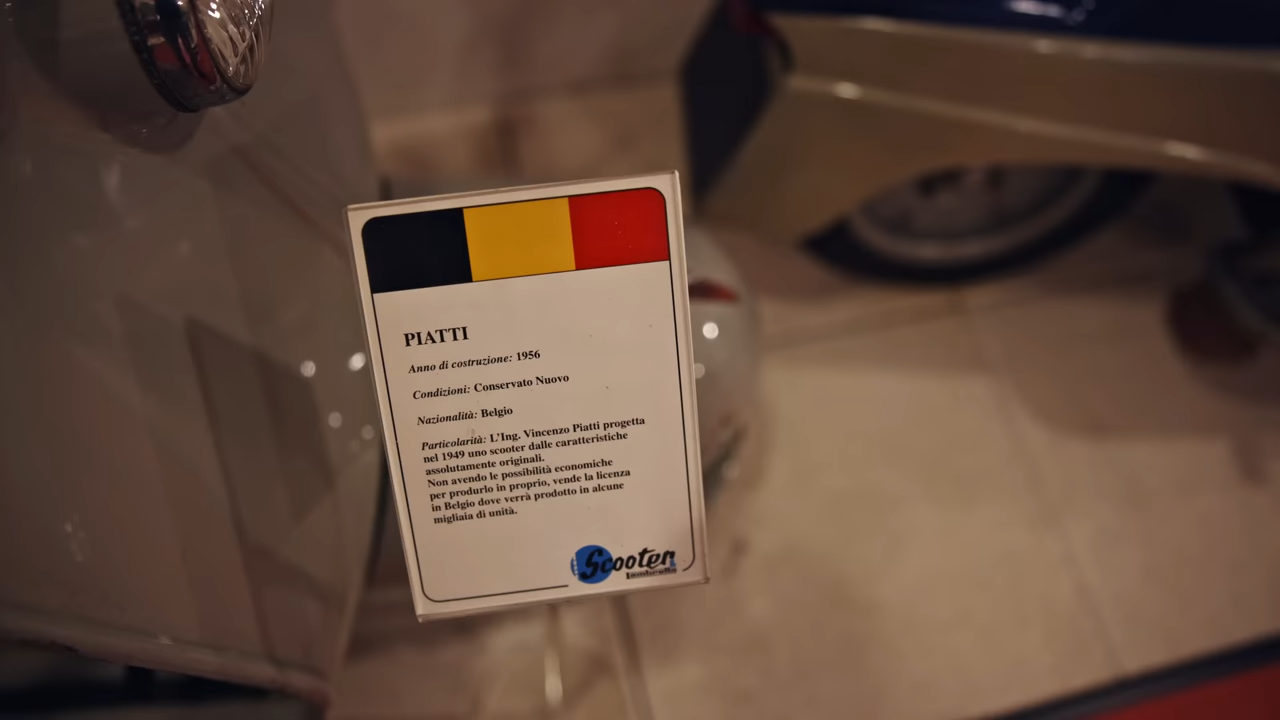 PIATTI
Anno di costruzione: 1956
Condizioni: Conservato Nuovo
Nazionalità: Belgio
Particolarità: L'Ing. Vincenzo Piatti progetta
nel 1949 uno scooter dalle caratteristiche
assolutamente originali.
Non avendo le possibilità economiche
per produrlo in proprio, vende la licenza
in Belgio dove verrà prodotto in alcune
migliaia di unità.
Scooter
Lambretta